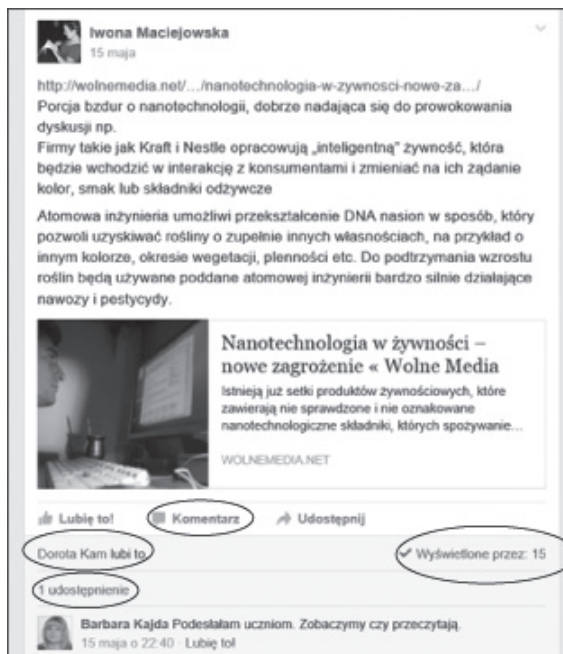 Iwona Maciejowska
15 maja
http://wolnemedia.net/.../nanotechnologia-w-zywnosci-nowe-za.../
Porcja bzdur o nanotechnologii, dobrze nadająca się do prowokowania
dyskusji np.
Firmy takie jak Kraft i Nestle opracowują „inteligentną" żywność, która
będzie wchodzić w interakcję z konsumentami i zmieniać na ich żądanie
kolor, smak lub składniki odżywcze
Atomowa inżynieria umożliwi przekształcenie DNA nasion w sposób, który
pozwoli uzyskiwać rośliny o zupełnie innych własnościach, na przykład o
innym kolorze, okresie wegetacji, plenności etc. Do podtrzymania wzrostu
roślin będą używane poddane atomowej inżynierii bardzo silnie działające
nawozy i pestycydy.
Nanotechnologia w żywności –
nowe zagrożenie « Wolne Media
Istnieją już setki produktów żywnościowych, które
zawierają nie sprawdzone i nie oznakowane
nanotechnologiczne składniki, których spożywanie...
WOLNEMEDIA.NET
Lubię to! Komentarz Udostępnij
Dorota Kam lubi to. ✓ Wyświetlone przez: 15
1 udostępnienie
Barbara Kajda Podesłałam uczniom. Zobaczymy czy przeczytają.
15 maja o 22:40 · Lubię to!